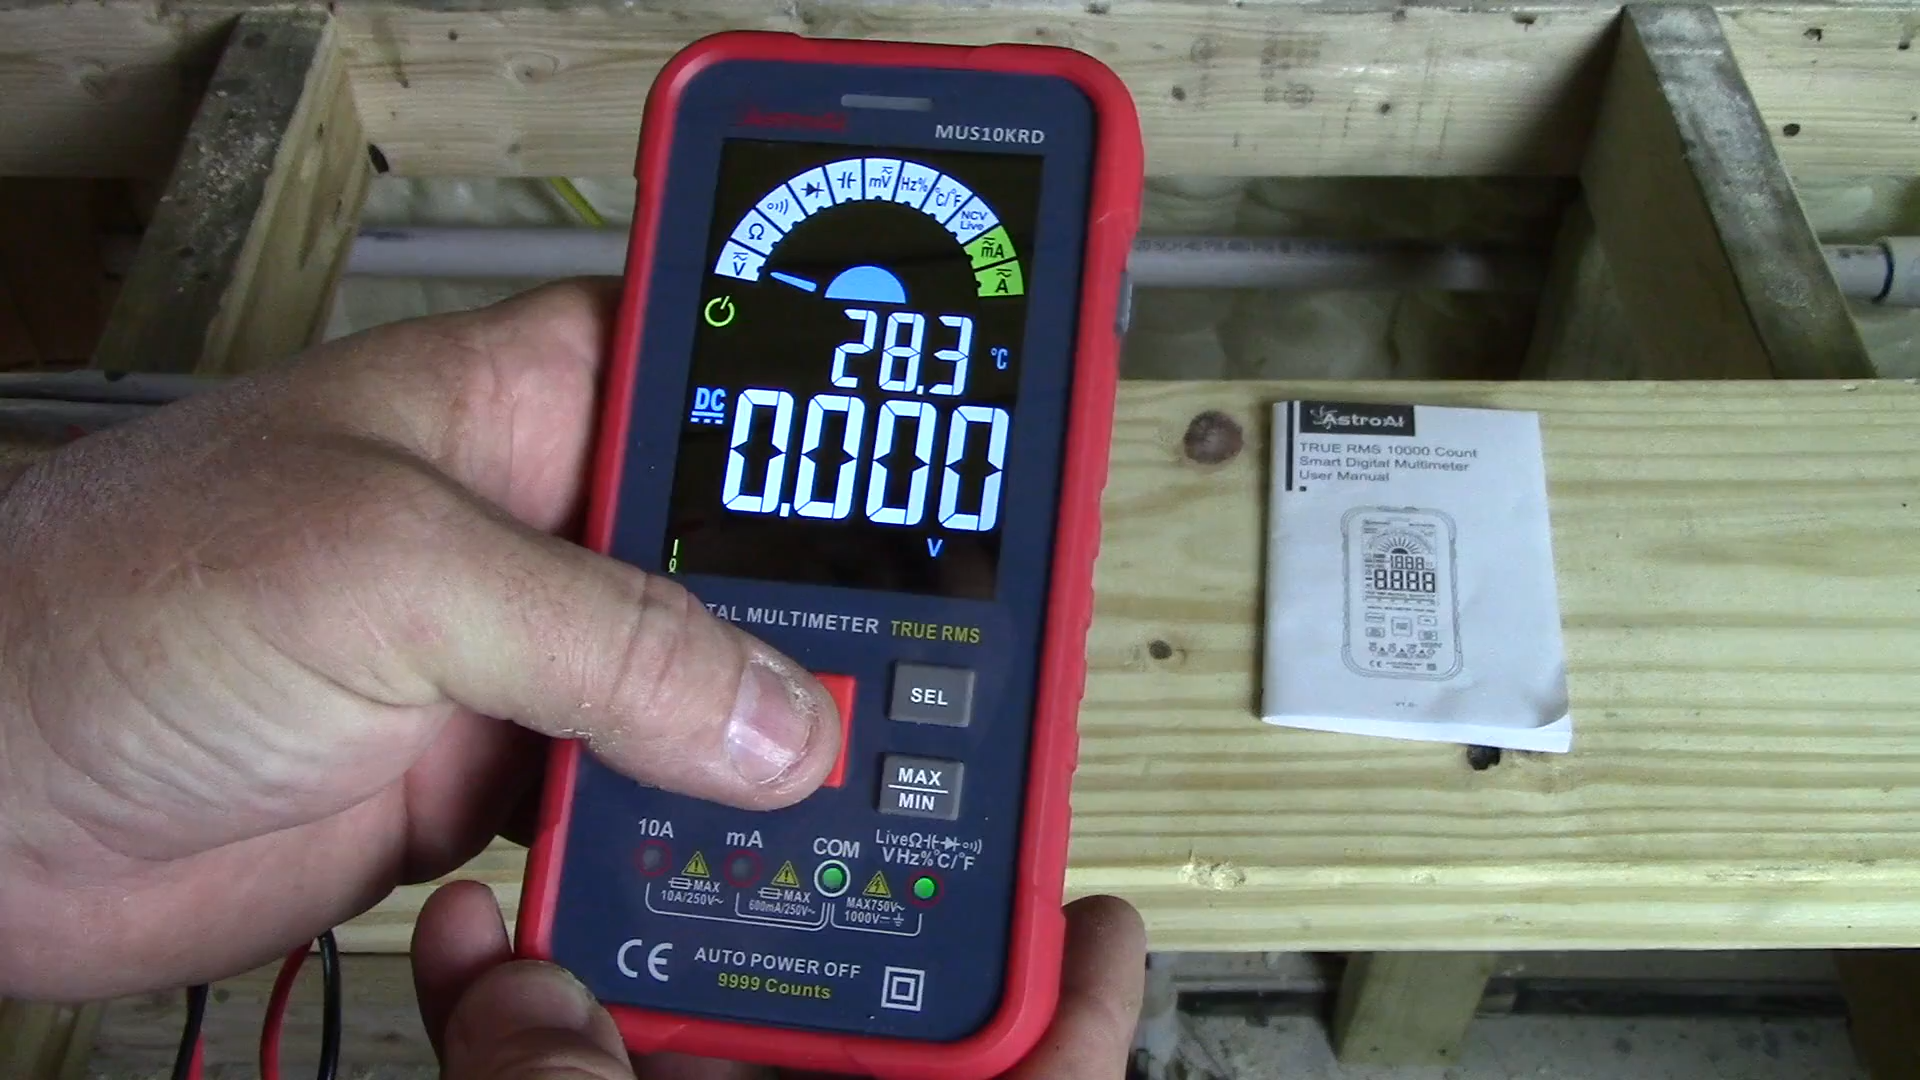 AstroAI
MUS10KRD
V Ω mV Hz% °C/°F NCV Live mA A
28.3 °C
DC 0.000
V
TAL MULTIMETER TRUE RMS
SEL
MAX
MIN
10A mA COM LiveΩ
VHz%°C/°F
MAX
10A/250V~
MAX
600mA/250V~
MAX750V~
1000V
CE
AUTO POWER OFF
9999 Counts
AstroAI
TRUE RMS 10000 Count
Smart Digital Multimeter
User Manual